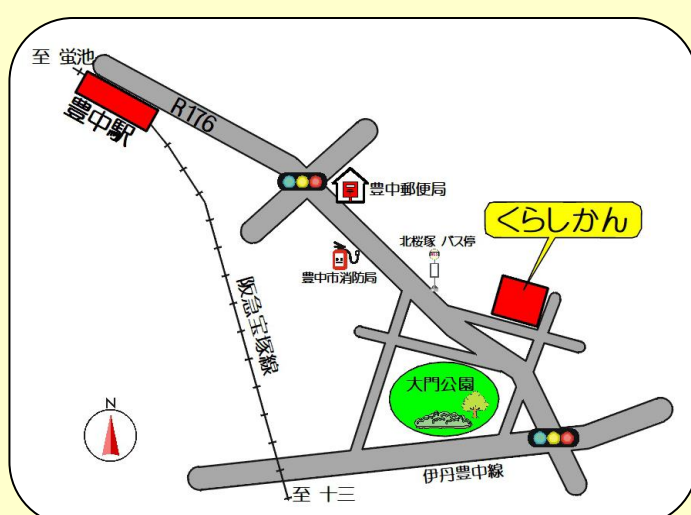 至 蛍池
豊中駅
R176
豊中郵便局
くらしかん
北桜塚 バス停
豊中市消防局
阪急宝塚線
大門公園
N
伊丹豊中線
至 十三